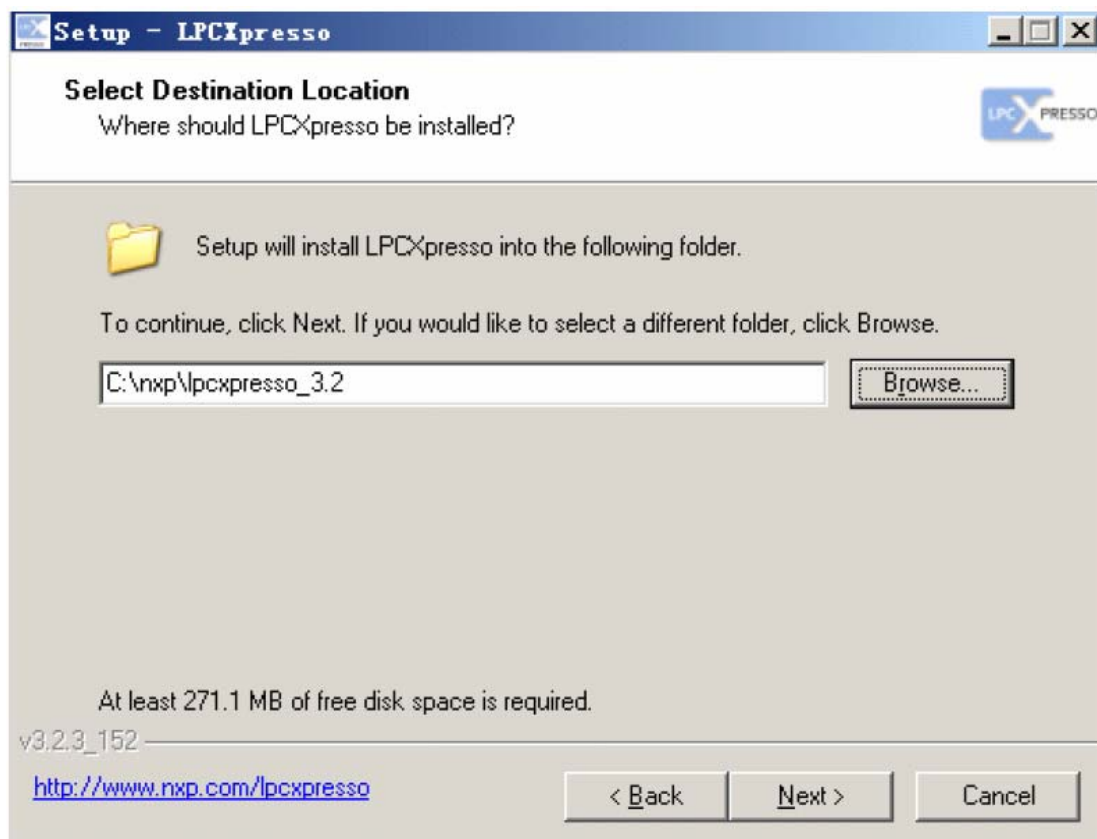 Setup - LPCXpresso
Select Destination Location
Where should LPCXpresso be installed?
LPC XPRESSO
Setup will install LPCXpresso into the following folder.
To continue, click Next. If you would like to select a different folder, click Browse.
C:\nxp\lpcxpresso_3.2
Browse...
At least 271.1 MB of free disk space is required.
v3.2.3_152
http://www.nxp.com/lpcxpresso
< Back
Next >
Cancel